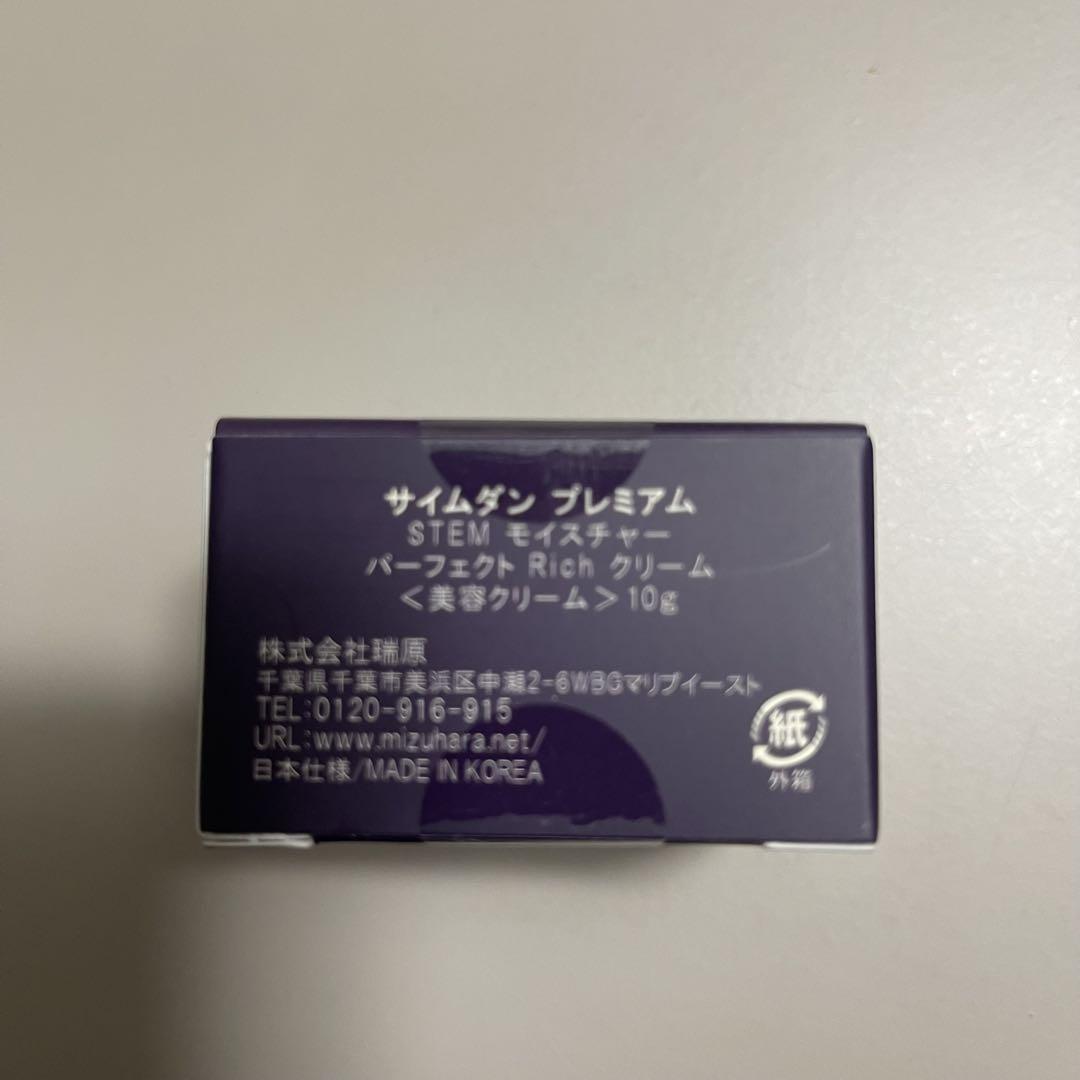 サイムダン プレミアム
STEM モイスチャー
パーフェクト Rich クリーム
<美容クリーム> 10g
株式会社瑞原
千葉県千葉市美浜区中瀬2-6WBGマリブイースト
TEL:0120-916-915
URL:www.mizuhara.net/
日本仕様/MADE IN KOREA
紙
外箱